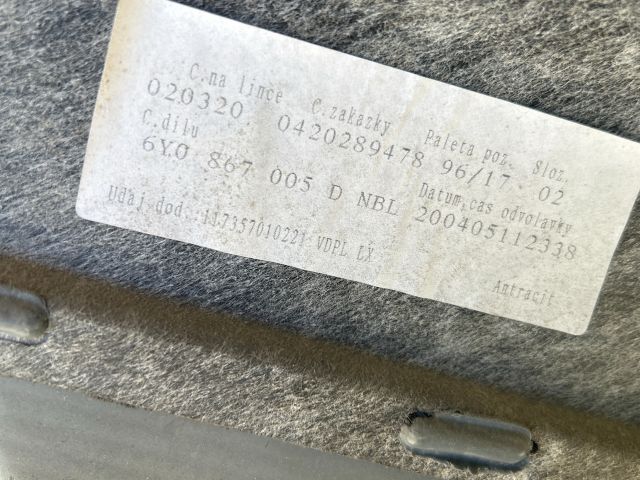 C.na lince C.zakazky Paleta poz. Sloz.
020320 0420289478 96/17 02
C.dilu Datum,cas odvolavky
6Y0 867 005 D NBL 200405112338
Udaj dod.:117357010221 VDPL LX
Antracit